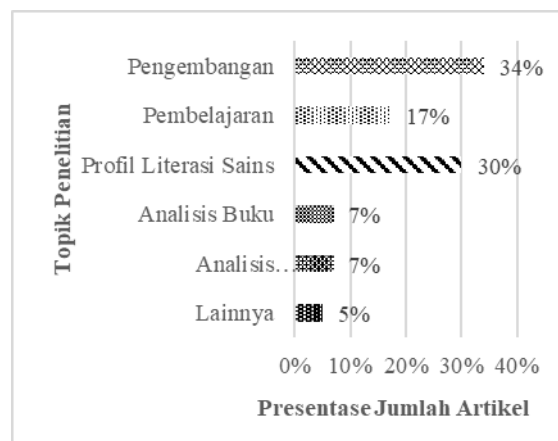 Topik Penelitian
Pengembangan
34%
Pembelajaran
17%
Profil Literasi Sains
30%
Analisis Buku
7%
Analisis...
7%
Lainnya
5%
0% 10% 20% 30% 40%
Presentase Jumlah Artikel